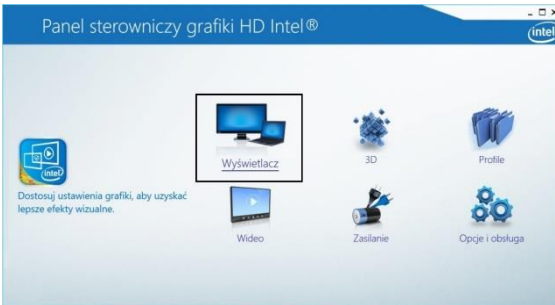 Panel sterowniczy grafiki HD Intel®
intel
Wyświetlacz
3D
Profile
intel
Dostosuj ustawienia grafiki, aby uzyskać
lepsze efekty wizualne.
Wideo
Zasilanie
Opcje i obsługa